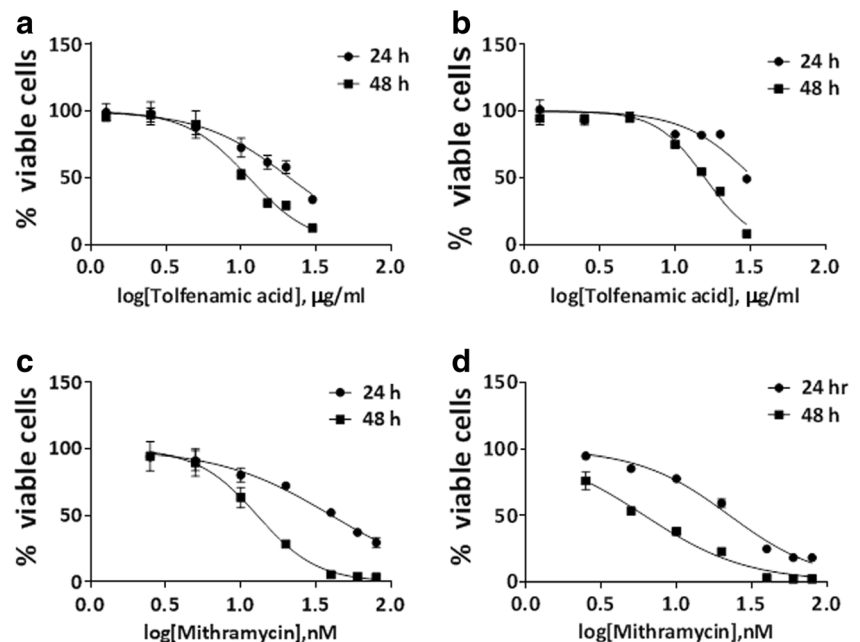 a
% viable cells
150
100
50
0
0.0 0.5 1.0 1.5 2.0
log[Tolfenamic acid], μg/ml
24 h
48 h
b
% viable cells
150
100
50
0
0.0 0.5 1.0 1.5 2.0
log[Tolfenamic acid], μg/ml
24 h
48 h
c
% viable cells
150
100
50
0
0.0 0.5 1.0 1.5 2.0
log[Mithramycin],nM
24 h
48 h
d
% viable cells
150
100
50
0
0.0 0.5 1.0 1.5 2.0
log[Mithramycin],nM
24 hr
48 h